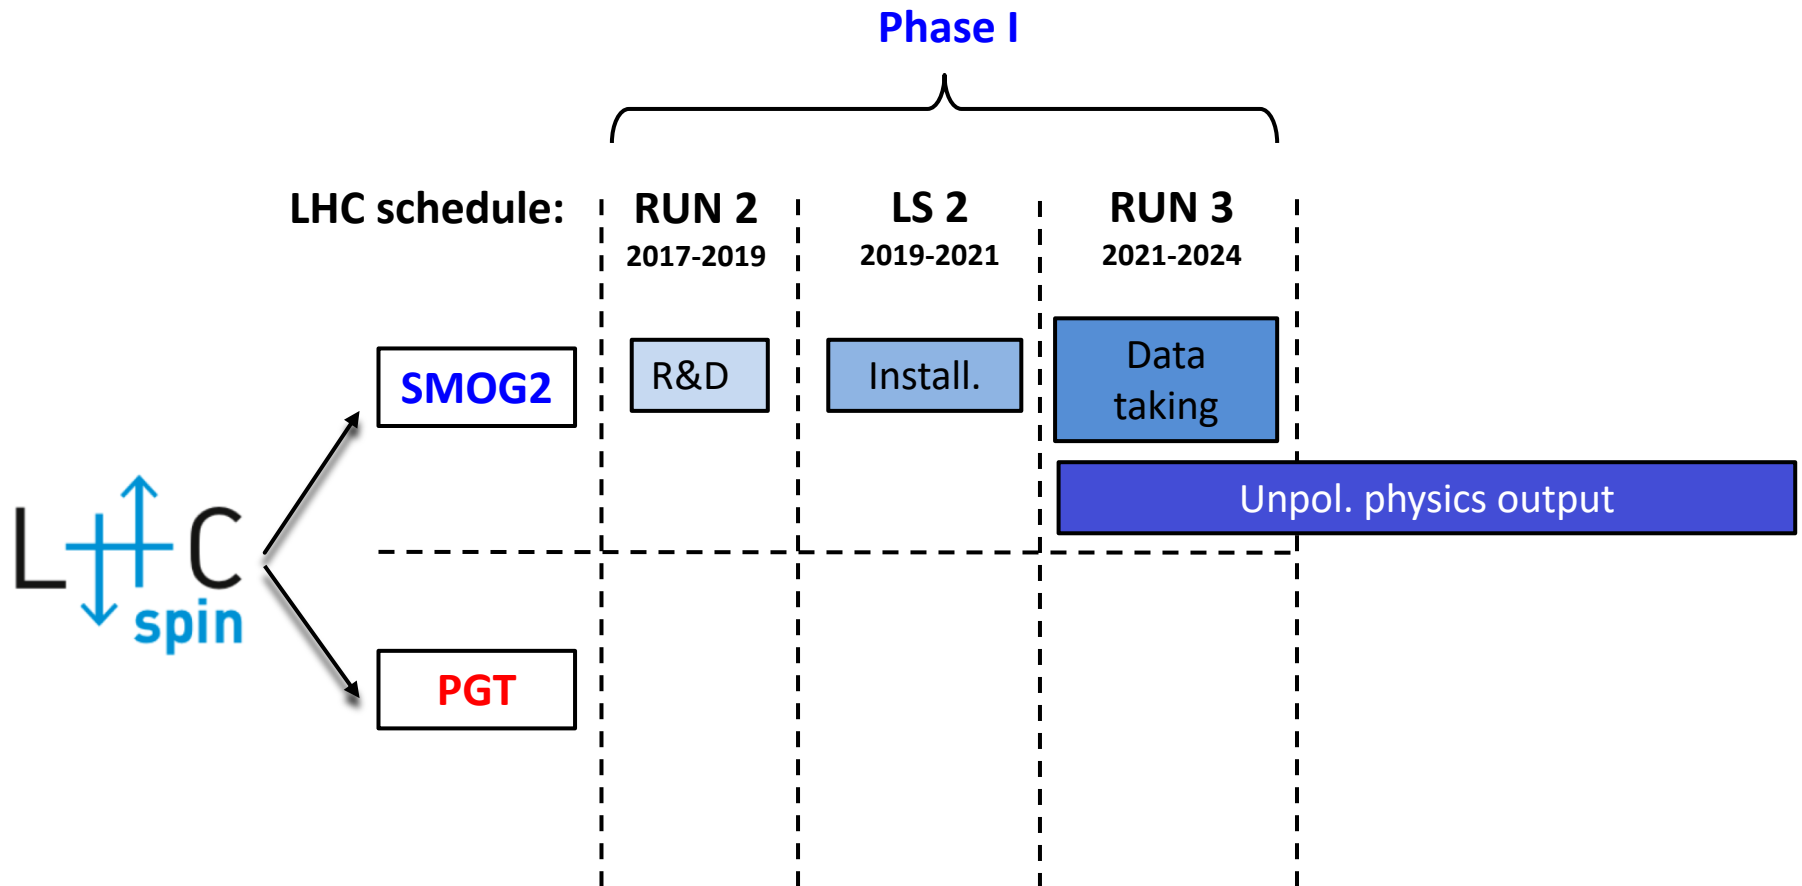 Phase I
LHC schedule:
RUN 2
2017-2019
LS 2
2019-2021
RUN 3
2021-2024
SMOG2
R&D
Install.
Data
taking
Unpol. physics output
LHC
spin
PGT